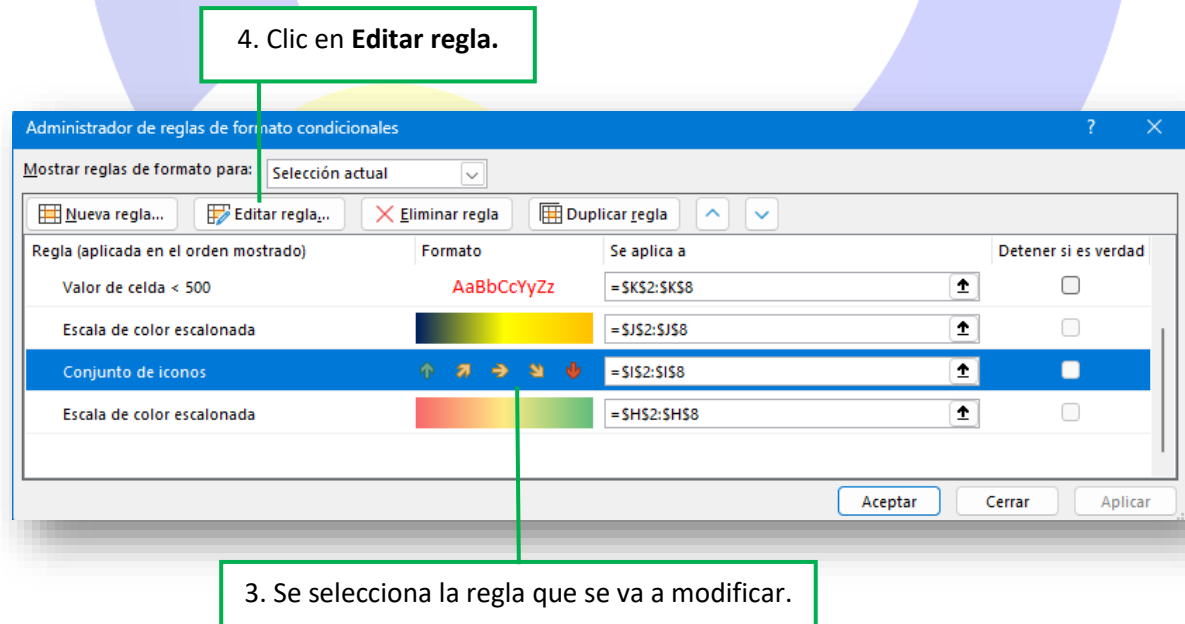 4. Clic en Editar regla.
Administrador de reglas de formato condicionales ?
Mostrar reglas de formato para: Selección actual
Nueva regla... Editar regla... Eliminar regla Duplicar regla
Regla (aplicada en el orden mostrado) Formato Se aplica a Detener si es verdad
Valor de celda < 500 AaBbCcYyZz =$K$2:$K$8
Escala de color escalonada =$J$2:$J$8
Conjunto de iconos =$I$2:$I$8
Escala de color escalonada =$H$2:$H$8
Aceptar Cerrar Aplicar
3. Se selecciona la regla que se va a modificar.